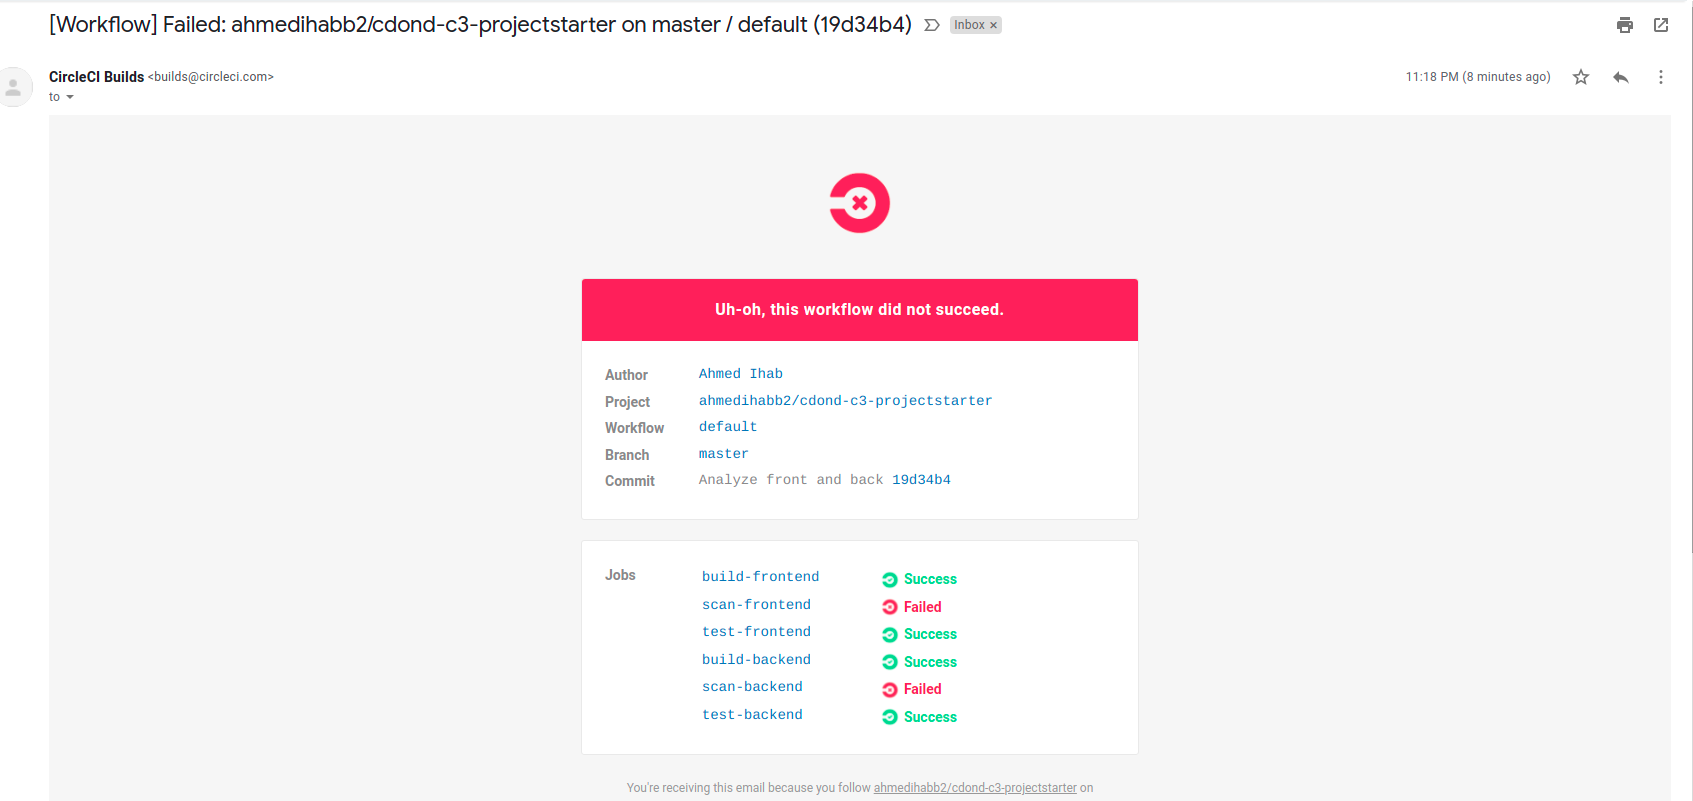 [Workflow] Failed: ahmedihabb2/cdond-c3-projectstarter on master / default (19d34b4) Inbox ×
CircleCI Builds <builds@circleci.com> 11:18 PM (8 minutes ago)
to
Uh-oh, this workflow did not succeed.
Author Ahmed Ihab
Project ahmedihabb2/cdond-c3-projectstarter
Workflow default
Branch master
Commit Analyze front and back 19d34b4
Jobs build-frontend Success
scan-frontend Failed
test-frontend Success
build-backend Success
scan-backend Failed
test-backend Success
You're receiving this email because you follow ahmedihabb2/cdond-c3-projectstarter on